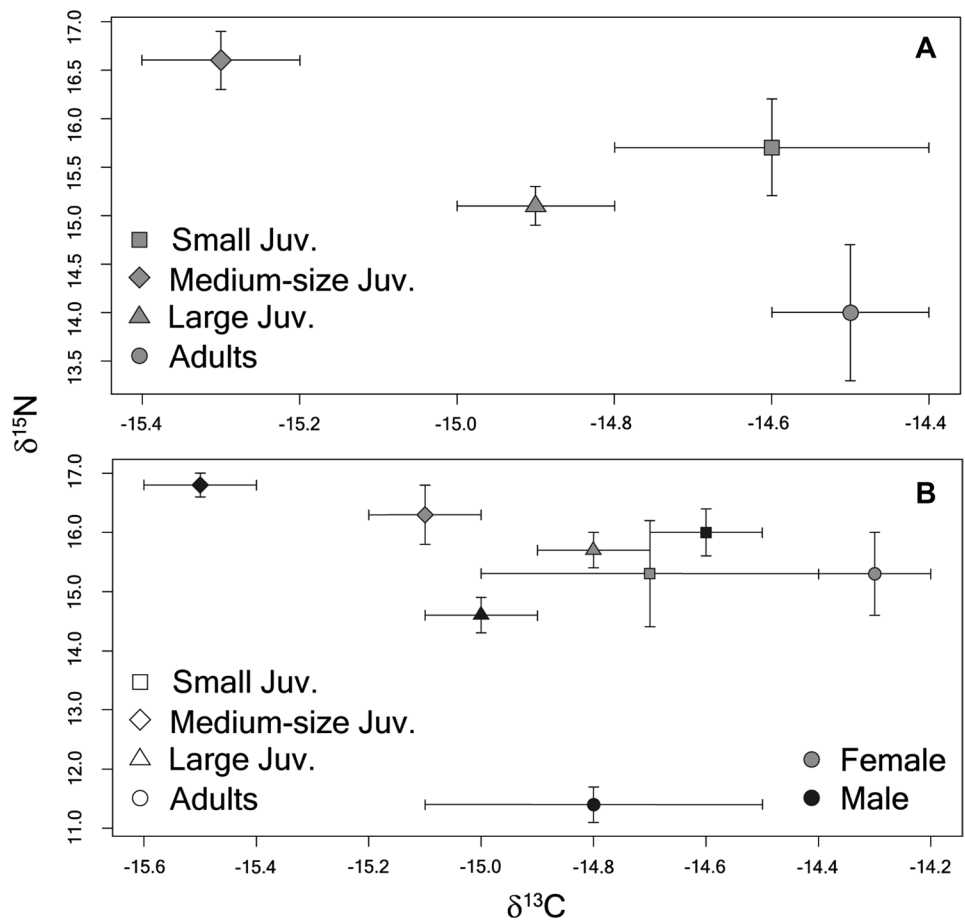 A
17.0
16.5
16.0
15.5
15.0
14.5
14.0
13.5
Small Juv.
Medium-size Juv.
Large Juv.
Adults
-15.4 -15.2 -15.0 -14.8 -14.6 -14.4
δ15N
B
17.0
16.0
15.0
14.0
13.0
12.0
11.0
Small Juv.
Medium-size Juv.
Large Juv.
Adults
Female
Male
-15.6 -15.4 -15.2 -15.0 -14.8 -14.6 -14.4 -14.2
δ13C